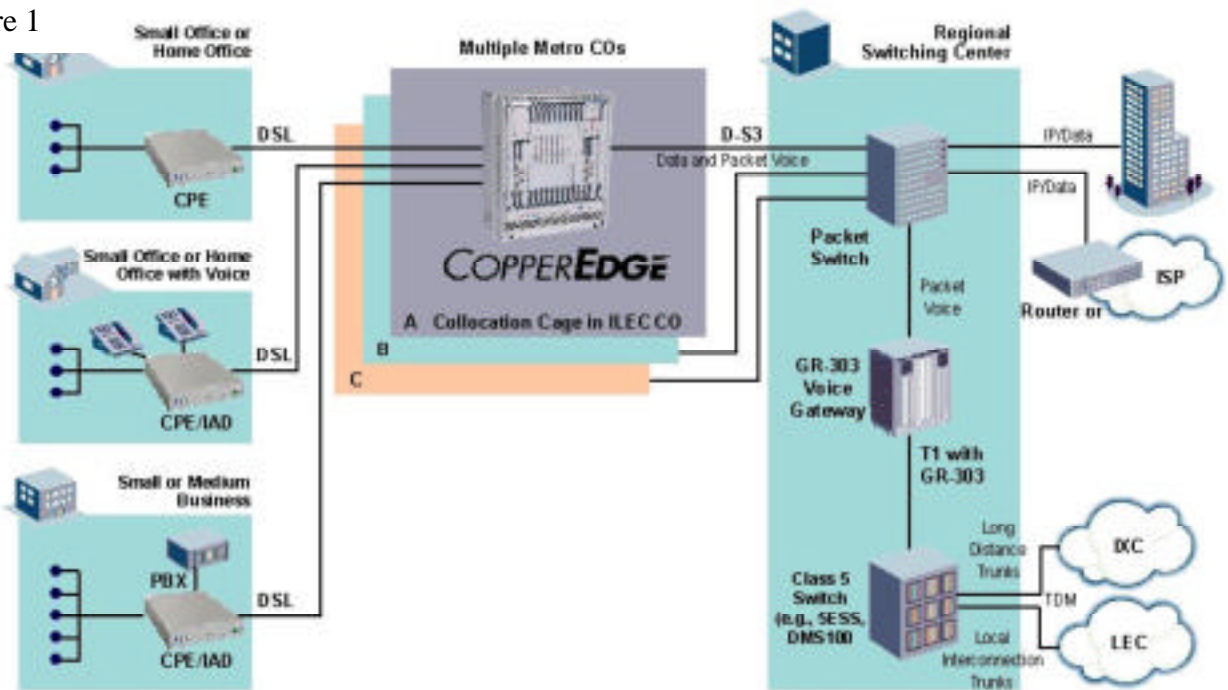 re 1
Small Office or
Home Office
DSL
CPE
Small Office or Home
Office with Voice
DSL
CPE/IAD
Small or Medium
Business
PBX
DSL
CPE/IAD
Multiple Metro COs
COPPEREDGE
A Collocation Cage in ILEC CO
B
C
D-S3
Data and Packet Voice
Regional
Switching Center
Packet
Switch
Packet
Voice
GR-303
Voice
Gateway
T1 with
GR-303
Class 5
Switch
(e.g., 5ESS,
DMS100
IP/Data
IP/Data
ISP
Router or
Long
Distance
Trunks
TDM
Local
Interconnection
Trunks
IXC
LEC